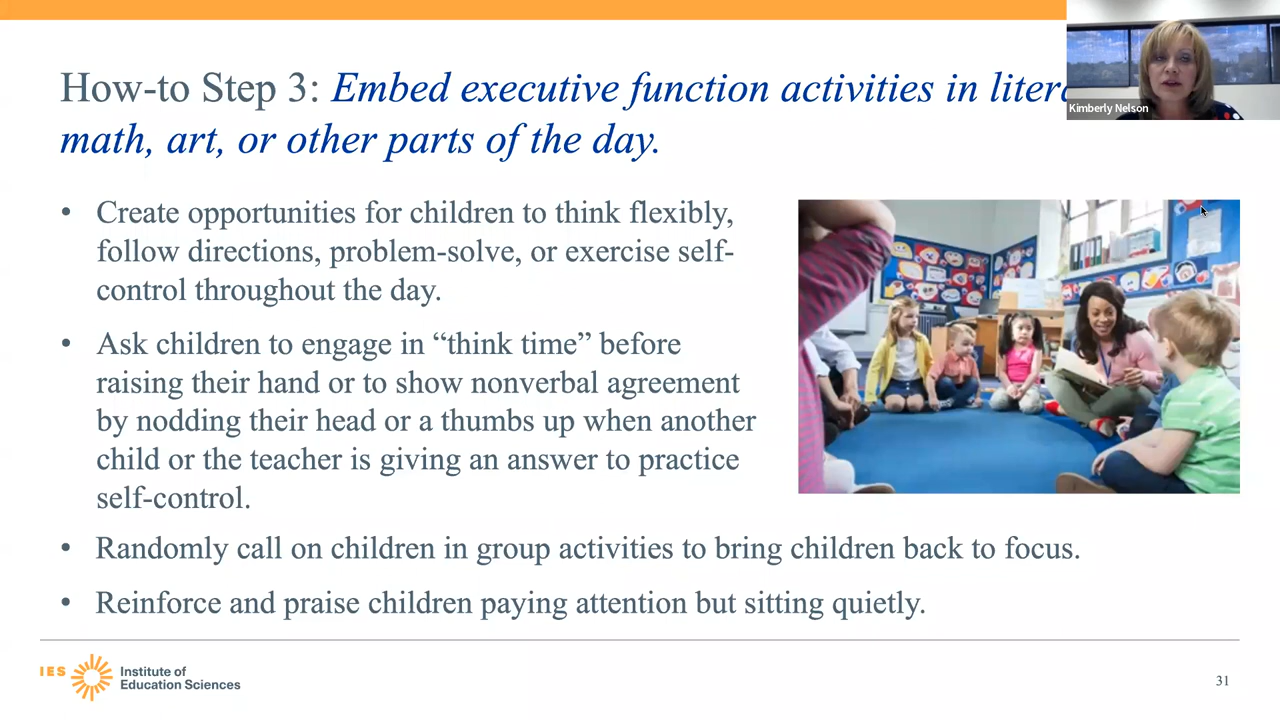 How-to Step 3: Embed executive function activities in
math, art, or other parts of the day.
Kimberly Nelson
• Create opportunities for children to think flexibly,
follow directions, problem-solve, or exercise self-
control throughout the day.
• Ask children to engage in “think time” before
raising their hand or to show nonverbal agreement
by nodding their head or a thumbs up when another
child or the teacher is giving an answer to practice
self-control.
• Randomly call on children in group activities to bring children back to focus.
• Reinforce and praise children paying attention but sitting quietly.
IES
Institute of
Education Sciences
31